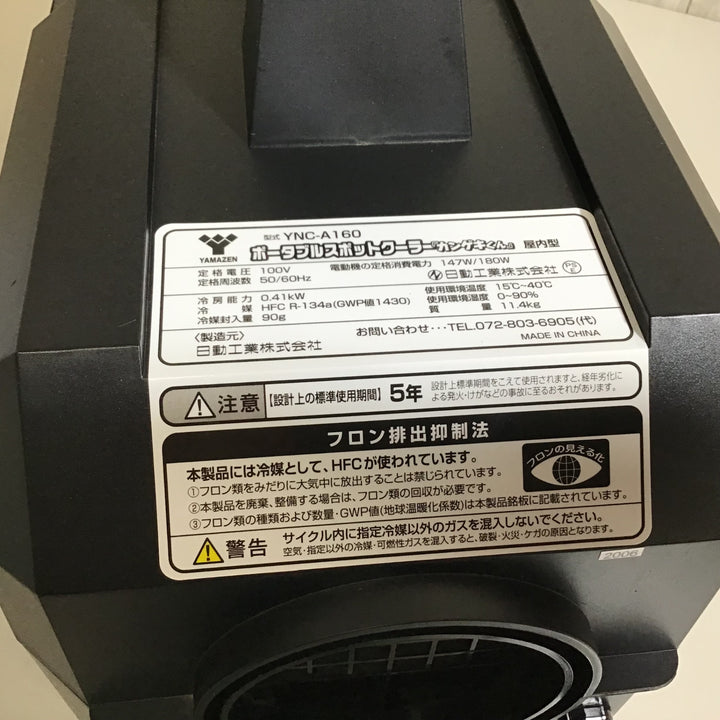 YAMAZEN
型式 YNC-A160
ポータブルスポットクーラー『カンゲキくん』 屋内型
定格電圧 100V 電動機の定格消費電力 147W/180W
定格周波数 50/60Hz 日動工業株式会社 PSE
冷房能力 0.41kW 使用環境温度 15℃~40℃
冷媒 HFC R-134a(GWP値1430) 使用環境湿度 0~90%
冷媒封入量 90g 質量 11.4kg
〈製造元〉 お問い合わせ･･･TEL.072-803-6905(代)
日動工業株式会社 MADE IN CHINA
注意 【設計上の標準使用期間】 5年 設計上標準期間をこえて使用されますと、経年劣化に
よる発火・けがなどの事故に至るおそれがあります。
フロン排出抑制法
本製品には冷媒として、HFCが使われています。
①フロン類をみだりに大気中に放出することは禁じられています。
②本製品を廃棄、整備する場合は、フロン類の回収が必要です。
③フロン類の種類および数量・GWP値(地球温暖化係数)は本製品銘板に記載されています。
フロンの見える化
警告 サイクル内に指定冷媒以外のガスを混入しないでください。
空気・指定以外の冷媒・可燃性ガスを混入すると、破裂・火災・ケガの原因となります。
2006